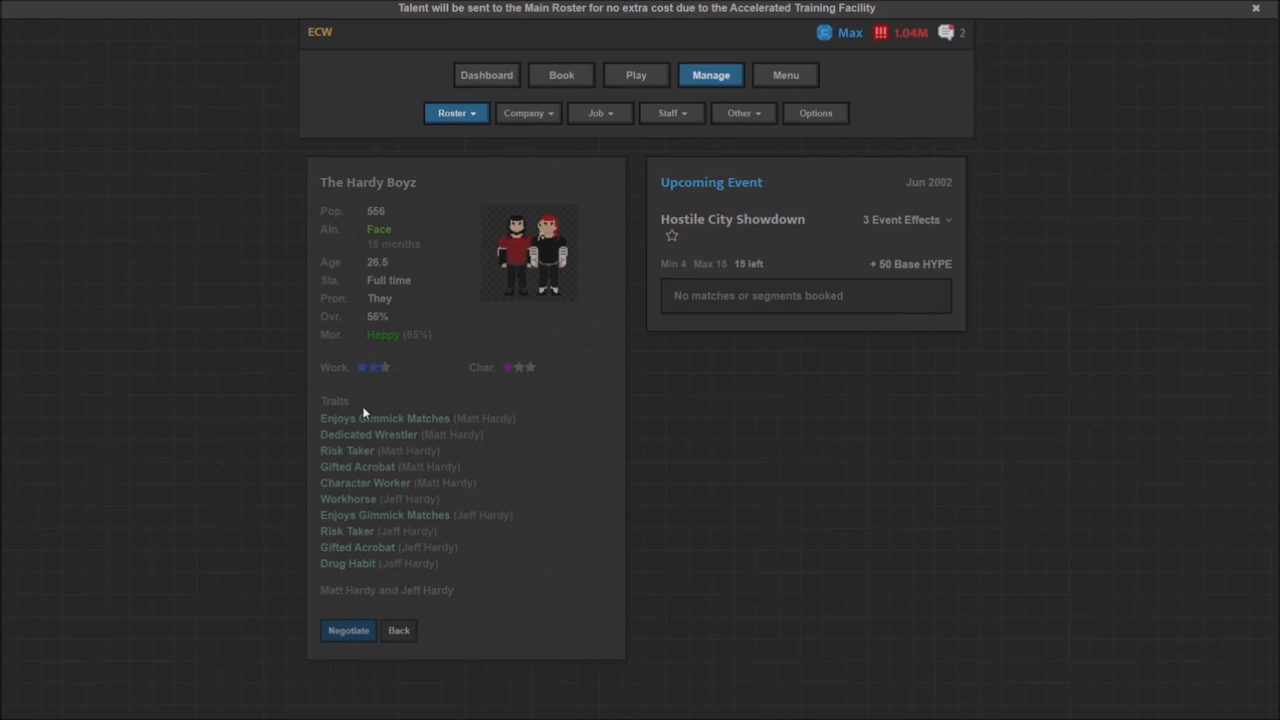 Talent will be sent to the Main Roster for no extra cost due to the Accelerated Training Facility
ECW
Max 1.04M 2
Dashboard Book Play Manage Menu
Roster Company Job Staff Other Options
The Hardy Boyz
Pop. 556
Aln. Face
15 months
Age 26.5
Sta. Full time
Pron. They
Ovr. 56%
Mor. Happy (65%)
Work. Char.
Traits
Enjoys Gimmick Matches (Matt Hardy)
Dedicated Wrestler (Matt Hardy)
Risk Taker (Matt Hardy)
Gifted Acrobat (Matt Hardy)
Character Worker (Matt Hardy)
Workhorse (Jeff Hardy)
Enjoys Gimmick Matches (Jeff Hardy)
Risk Taker (Jeff Hardy)
Gifted Acrobat (Jeff Hardy)
Drug Habit (Jeff Hardy)
Matt Hardy and Jeff Hardy
Negotiate Back
Upcoming Event Jun 2002
Hostile City Showdown 3 Event Effects
Min 4 Max 15 15 left + 50 Base HYPE
No matches or segments booked